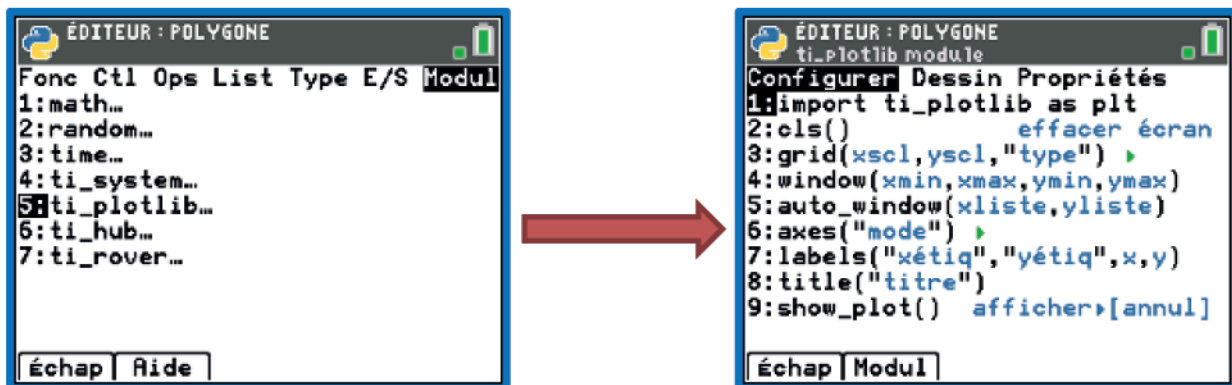 ÉDITEUR : POLYGONE
Fonc Ctl Ops List Type E/S Modul
1:math…
2:random…
3:time…
4:ti_system…
5:ti_plotlib…
6:ti_hub…
7:ti_rover…
Échap Aide
ÉDITEUR : POLYGONE
ti_plotlib module
Configurer Dessin Propriétés
1:import ti_plotlib as plt
2:cls() effacer écran
3:grid(xscl,yscl,"type")
4:window(xmin,xmax,ymin,ymax)
5:auto_window(xliste,yliste)
6:axes("mode")
7:labels("xétiq","yétiq",x,y)
8:title("titre")
9:show_plot() afficher▸[annul]
Échap Modul